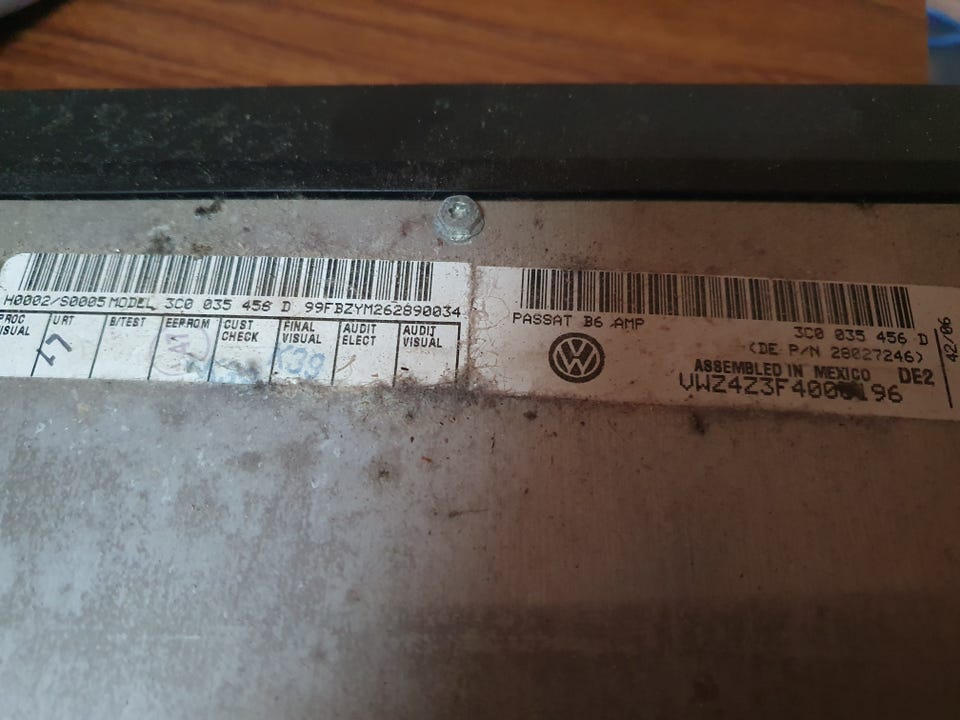 H0002/S0005 MODEL 3C0 035 456 D 99FBZYM262890034
PROC VISUAL
URT
B/TEST
EEPROM
CUST CHECK
FINAL VISUAL
AUDIT ELECT
AUDIT VISUAL
PASSAT B6 AMP
3C0 035 456 D
(DE P/N 28027246)
ASSEMBLED IN MEXICO DE2
42/06